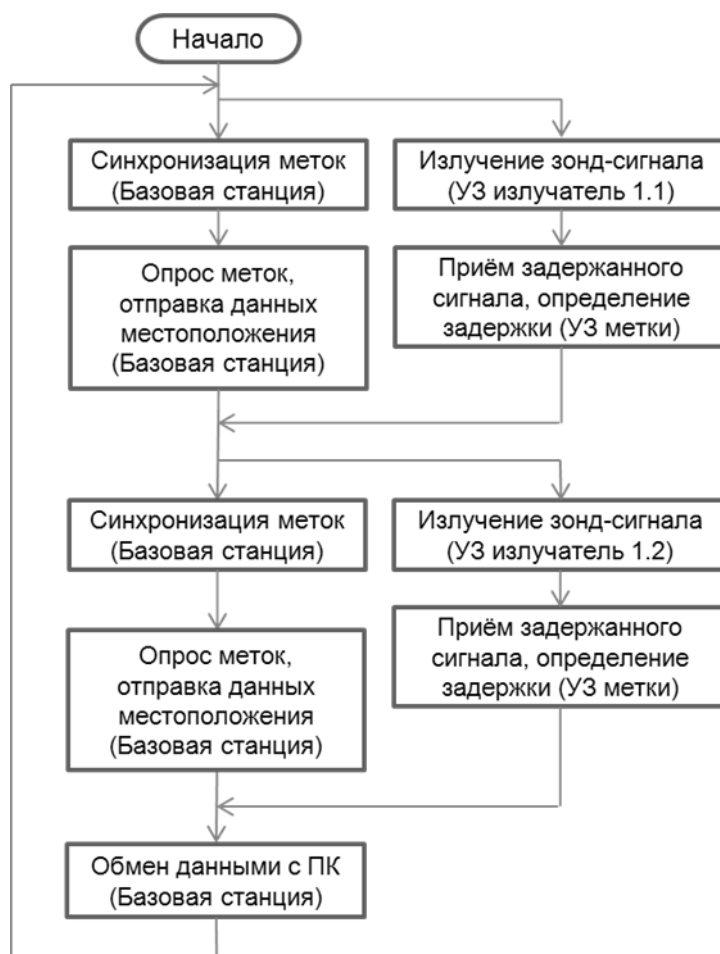 Начало
Синхронизация меток
(Базовая станция)
Излучение зонд-сигнала
(УЗ излучатель 1.1)
Опрос меток,
отправка данных
местоположения
(Базовая станция)
Приём задержанного
сигнала, определение
задержки (УЗ метки)
Синхронизация меток
(Базовая станция)
Излучение зонд-сигнала
(УЗ излучатель 1.2)
Опрос меток,
отправка данных
местоположения
(Базовая станция)
Приём задержанного
сигнала, определение
задержки (УЗ метки)
Обмен данными с ПК
(Базовая станция)